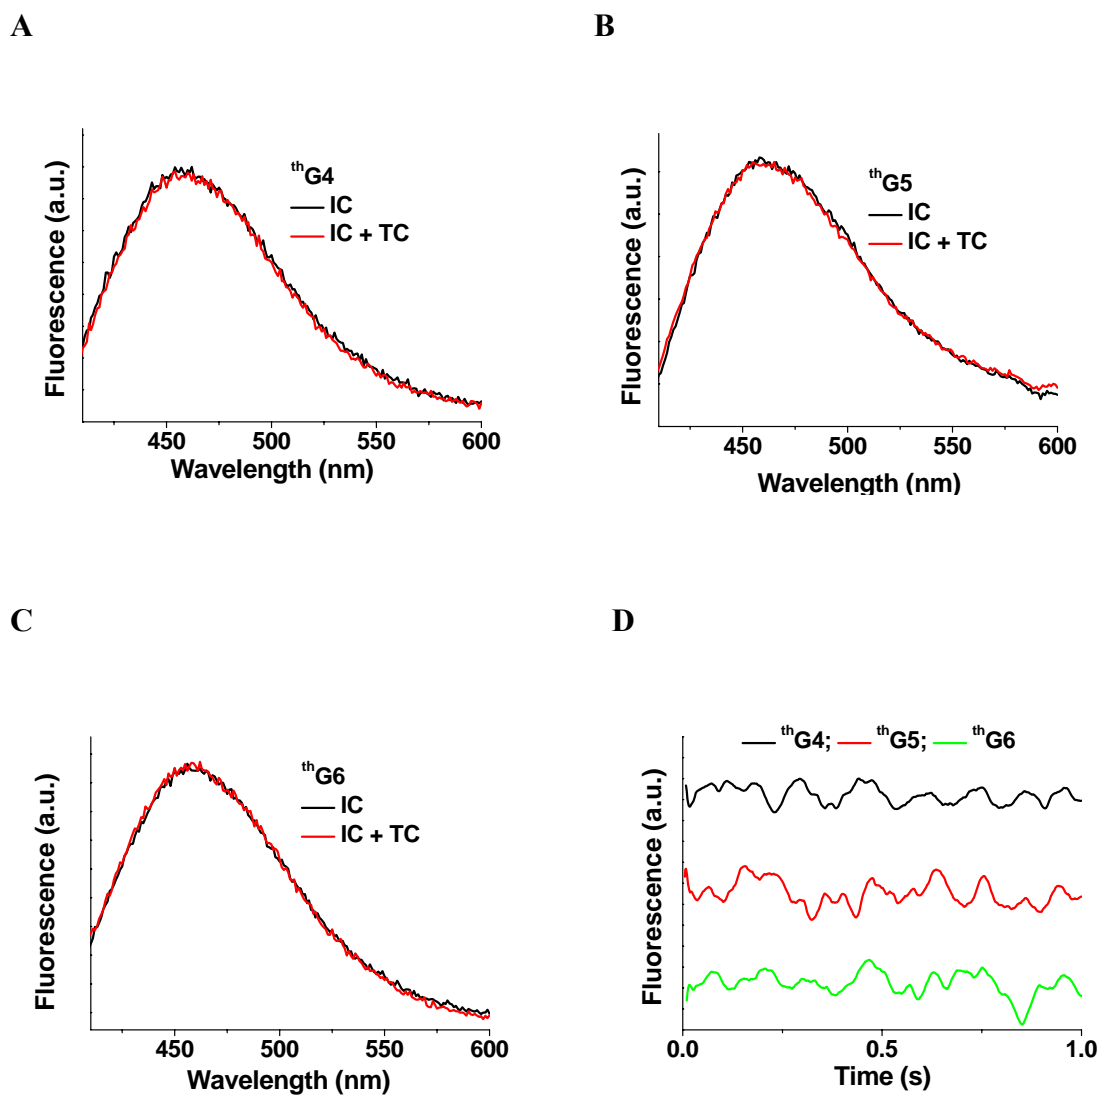 A
B
Fluorescence (a.u.)
thG4
IC
IC + TC
450 500 550 600
Wavelength (nm)
Fluorescence (a.u.)
thG5
IC
IC + TC
450 500 550 600
Wavelength (nm)
C
D
Fluorescence (a.u.)
thG6
IC
IC + TC
450 500 550 600
Wavelength (nm)
Fluorescence (a.u.)
thG4; thG5; thG6
0.0 0.5 1.0
Time (s)